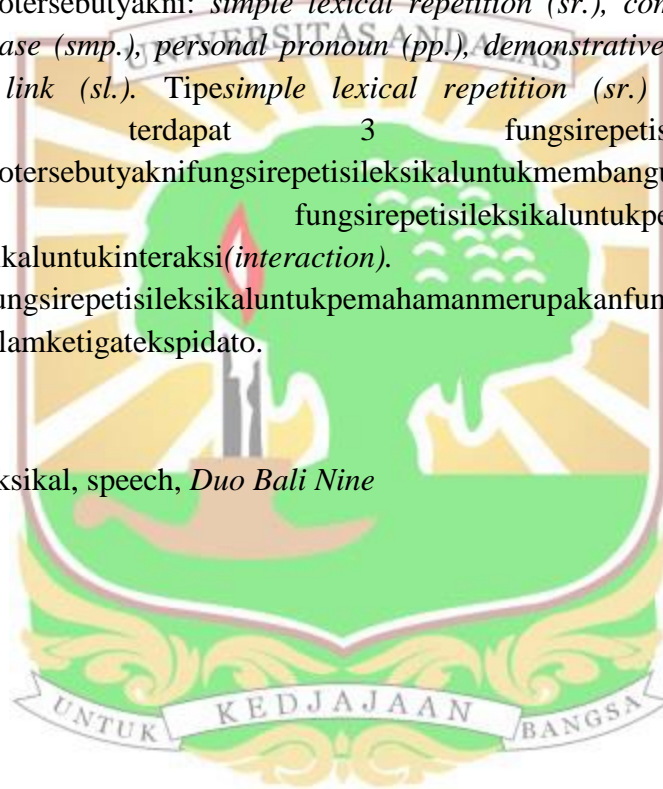 otersebutyakni: simple lexical repetition (sr.), con
ase (smp.), personal pronoun (pp.), demonstrative
link (sl.). Tipesimple lexical repetition (sr.)
terdapat 3 fungsirepetis
otersebutyaknifungsirepetisileksikaluntukmembangu
fungsirepetisileksikaluntukpe
ikaluntukinteraksi(interaction).
ungsirepetisileksikaluntukpemahamanmerupakanfun
lamketigatekspidato.
ksikal, speech, Duo Bali Nine
UNIVERSITAS ANDALAS
UNTUK KEDJAJAAN BANGSA